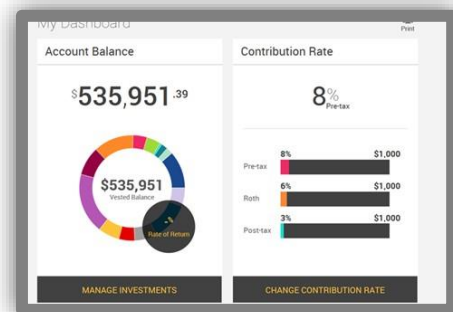 My Dashboard
Print
Account Balance
$535,951.39
$535,951
Vested Balance
Rate of Return
MANAGE INVESTMENTS
Contribution Rate
8%
Pre-tax
Pre-tax 8% $1,000
Roth 6% $1,000
Post-tax 3% $1,000
CHANGE CONTRIBUTION RATE